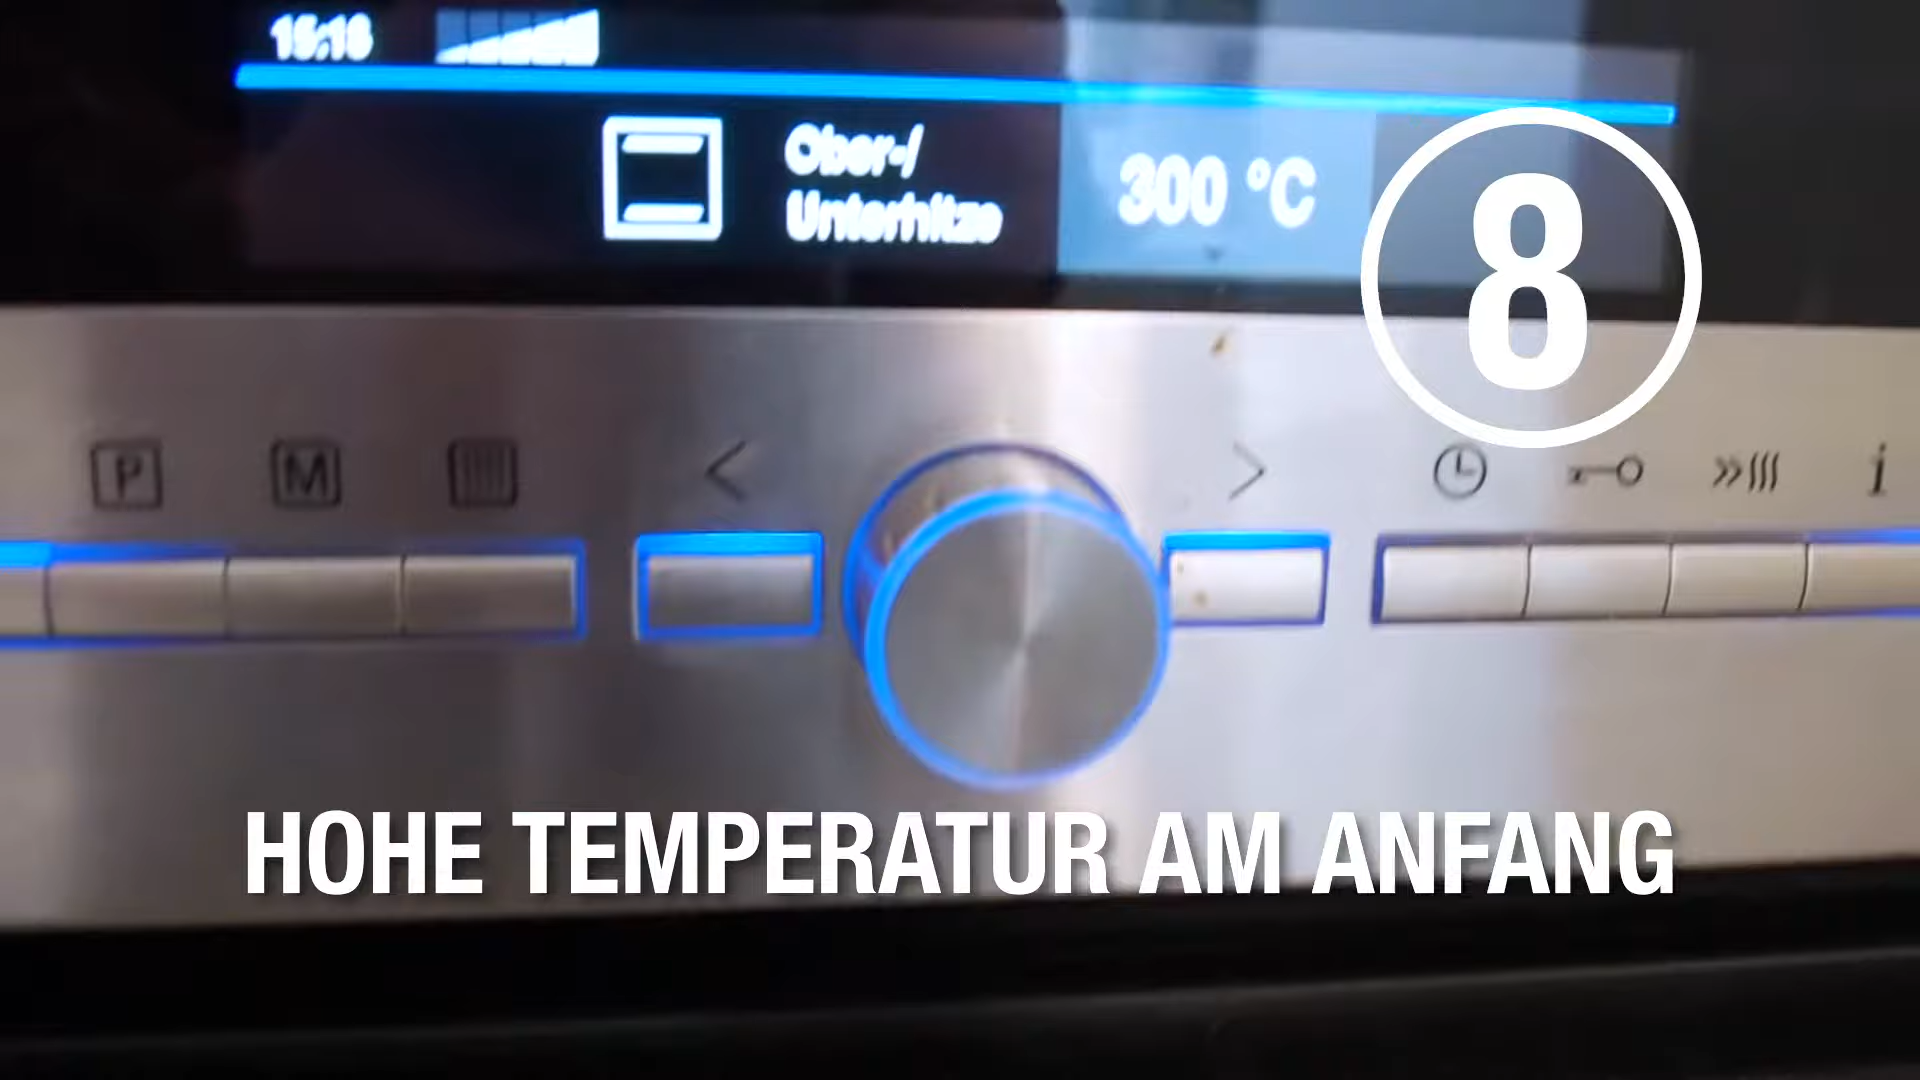 15:18
Ober-/
Unterhitze
300 °C
8
P
M
<
>
i
HOHE TEMPERATUR AM ANFANG